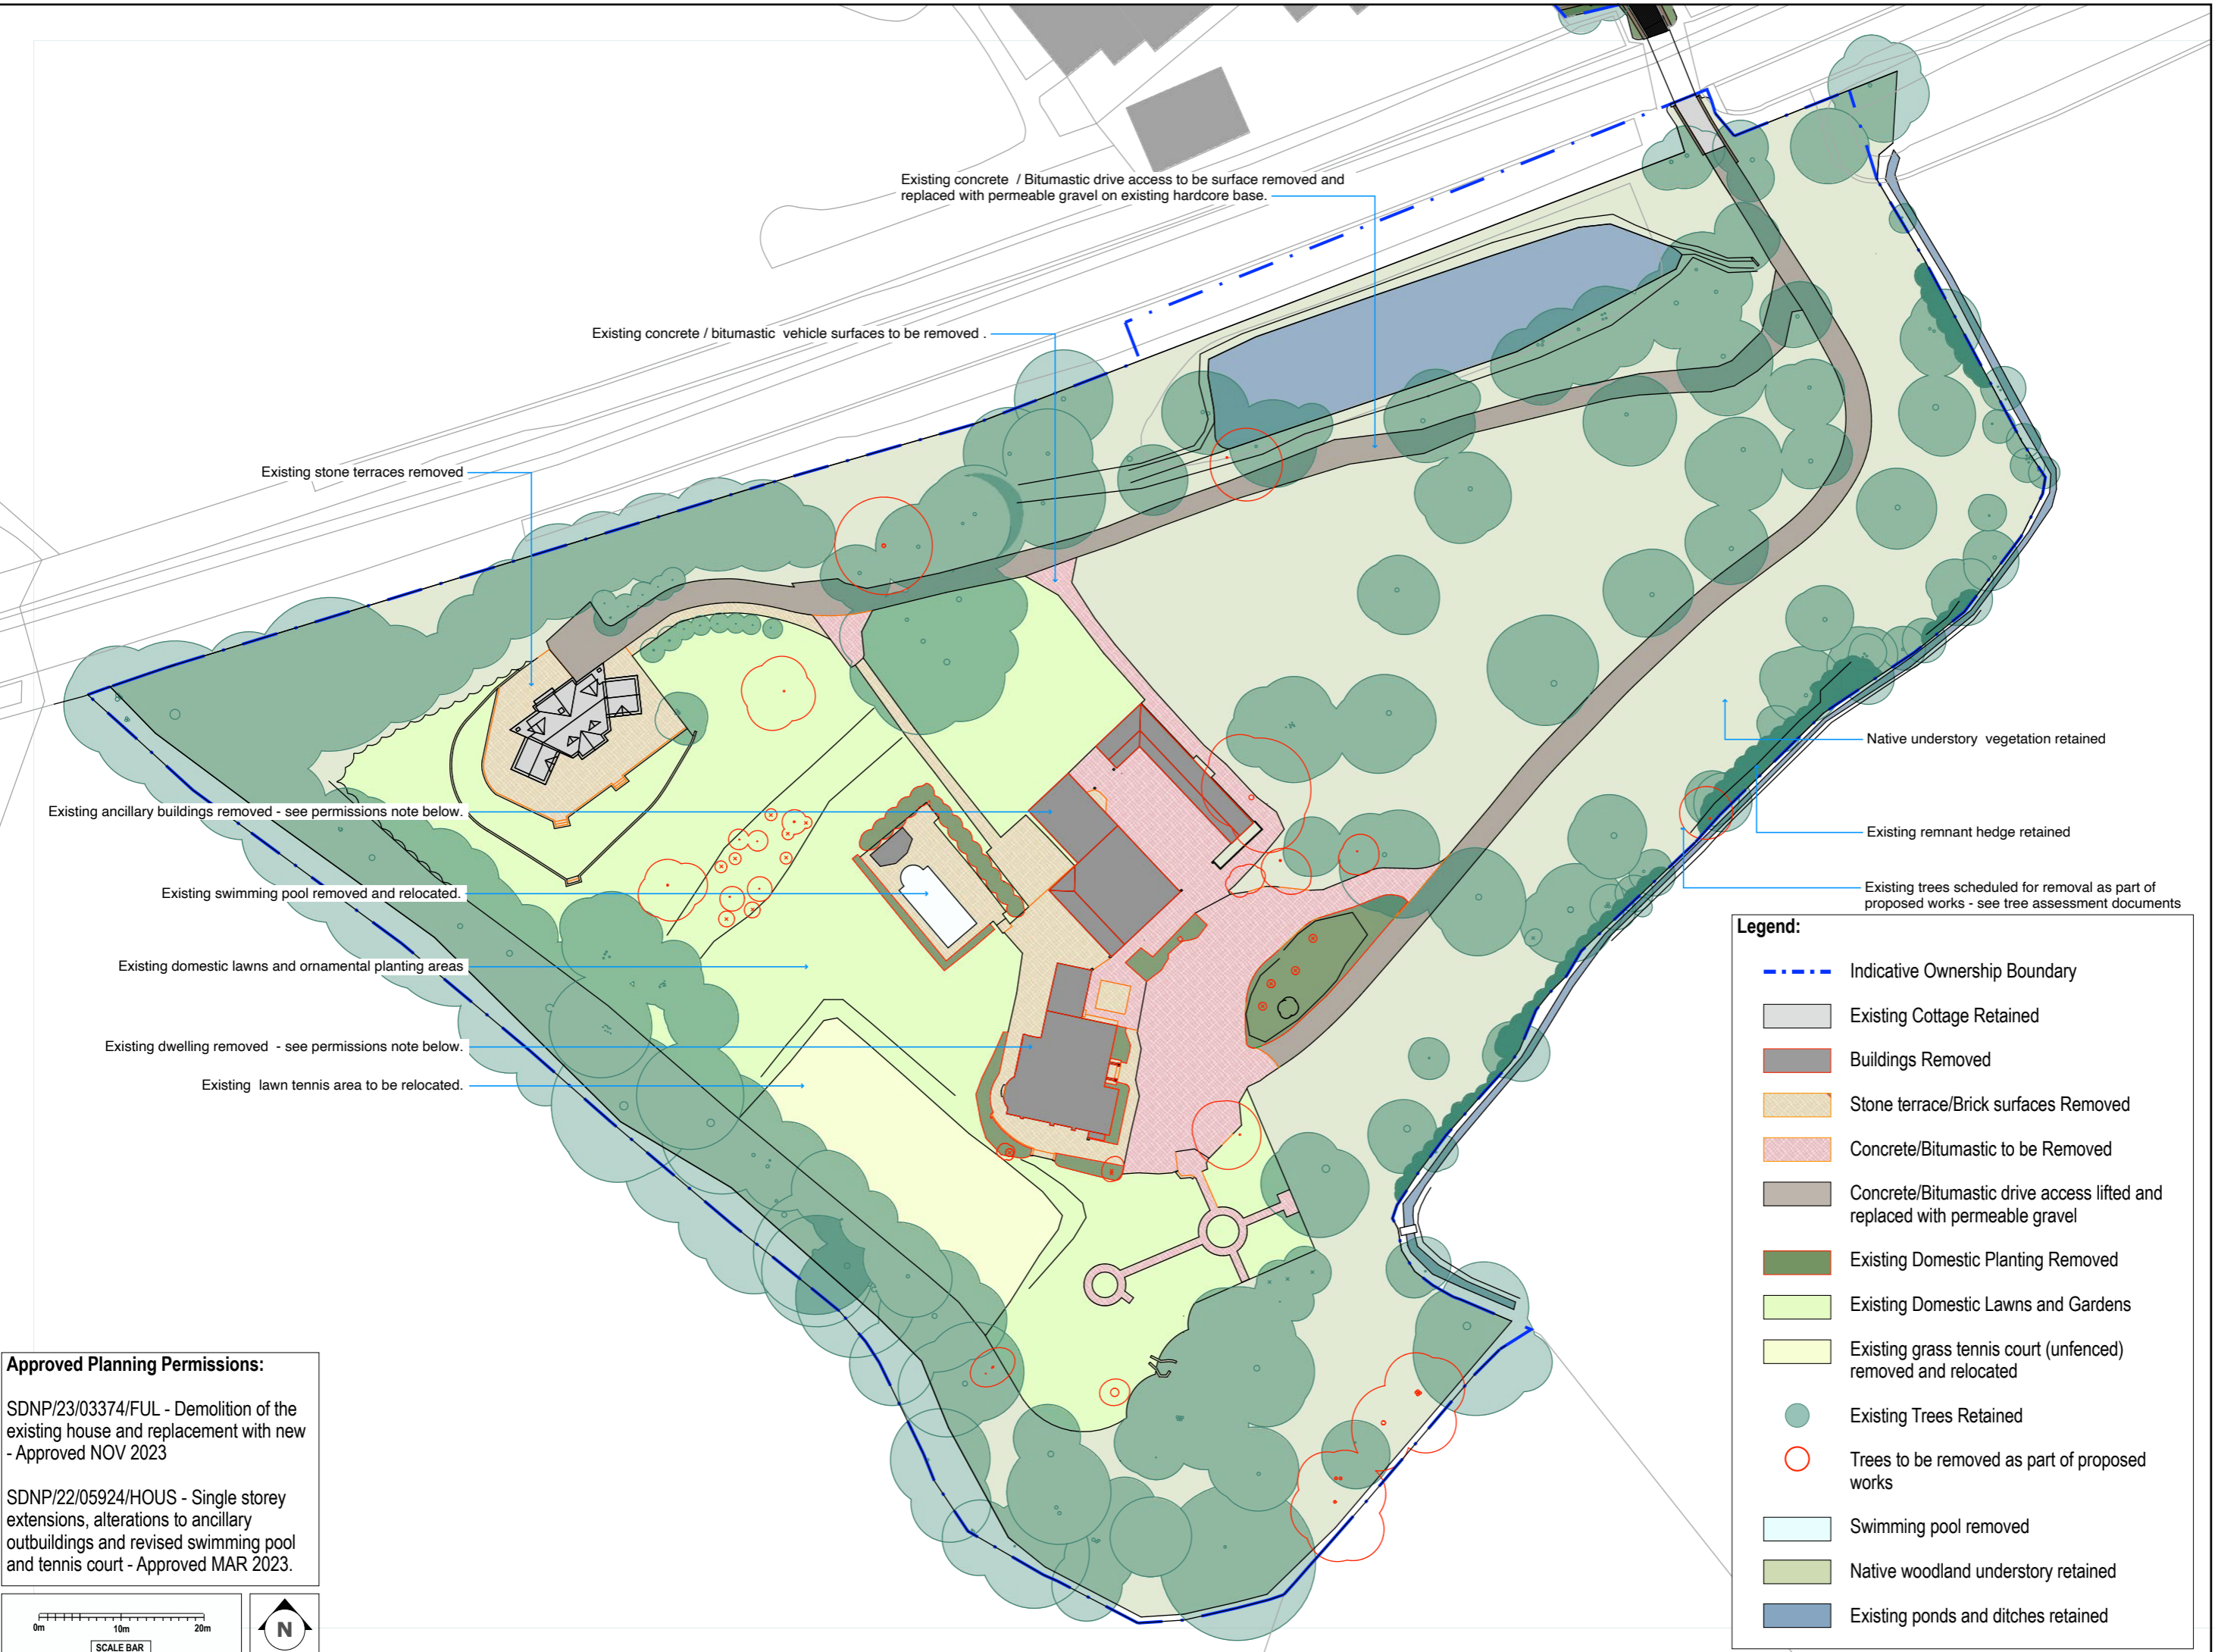 Existing concrete  / Bitumastic drive access to be surface removed and
replaced with permeable gravel on existing hardcore base.
Existing concrete / bitumastic  vehicle surfaces to be removed .
Existing stone terraces removed
Existing ancillary buildings removed - see permissions note below.
Existing swimming pool removed and relocated.
Existing domestic lawns and ornamental planting areas
Existing dwelling removed  - see permissions note below.
Existing  lawn tennis area to be relocated.
Native understory  vegetation retained
Existing remnant hedge retained
Existing trees scheduled for removal as part of
proposed works - see tree assessment documents
Legend:
Indicative Ownership Boundary
Existing Cottage Retained
Buildings Removed
Stone terrace/Brick surfaces Removed
Concrete/Bitumastic to be Removed
Concrete/Bitumastic drive access lifted and
replaced with permeable gravel
Existing Domestic Planting Removed
Existing Domestic Lawns and Gardens
Existing grass tennis court (unfenced)
removed and relocated
Existing Trees Retained
Trees to be removed as part of proposed
works
Swimming pool removed
Native woodland understory retained
Existing ponds and ditches retained
Approved Planning Permissions:
SDNP/23/03374/FUL - Demolition of the
existing house and replacement with new
- Approved NOV 2023
SDNP/22/05924/HOUS - Single storey
extensions, alterations to ancillary
outbuildings and revised swimming pool
and tennis court - Approved MAR 2023.
0m 10m 20m
SCALE BAR
N